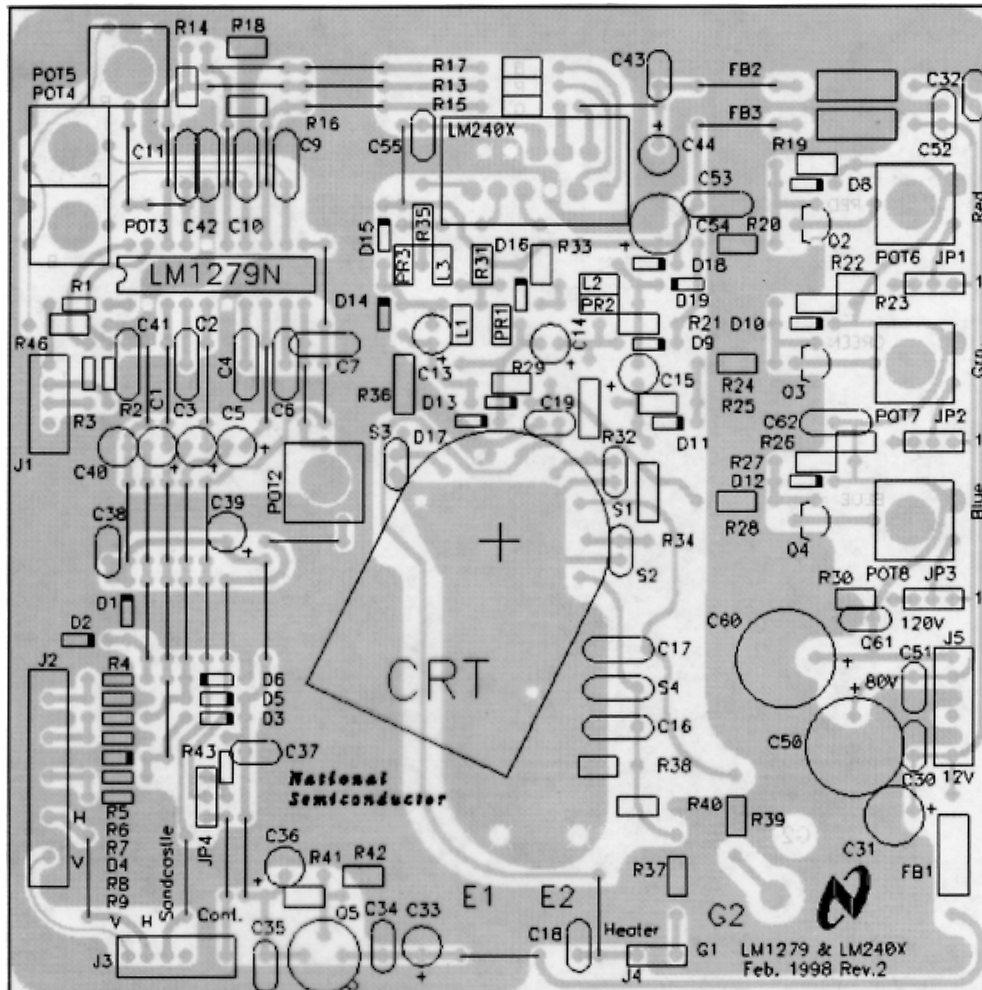 R14
R18
C43
POT5
POT4
R17
R13
R15
FB2
C32
FB3
R16
LM240X
C11
C9
C55
C44
R19
C52
D8
C53
POT3
C42
C10
D15
R35
C54
R20
RED
Red
Q2
PR3
L3
R31
D16
R33
D18
R22
POT6
JP1
LM1279N
L2
D19
R23
1
R1
D14
L1
PR1
PR2
C14
R21
D10
D9
GREEN
R46
C41
C2
C4
C7
C13
R29
C15
R24
Q3
Grn
R3
R2
C1
C3
C5
C6
R36
D13
C19
R25
C62
POT7
JP2
J1
C40
S3
D17
R32
D11
R26
1
R27
D12
POT2
C38
C39
S1
R28
BLUE
Blue
R34
Q4
S2
POT8
JP3
D1
R30
1
120V
D2
C60
C61
J5
J2
C17
C51
R4
D6
CRT
S4
80V
D5
D3
C16
C50
R43
C37
National
Semiconductor
R38
C30
12V
R5
H
R6
R7
V
D4
R8
R9
Sandcastle
JP4
C36
R41
R42
R40
R39
G2
C31
FB1
R37
V
H
Cont.
Q5
E1
E2
G2
C35
C34
C33
C18
Heater
J3
J4
G1
LM1279 & LM240X
Feb. 1998 Rev.2